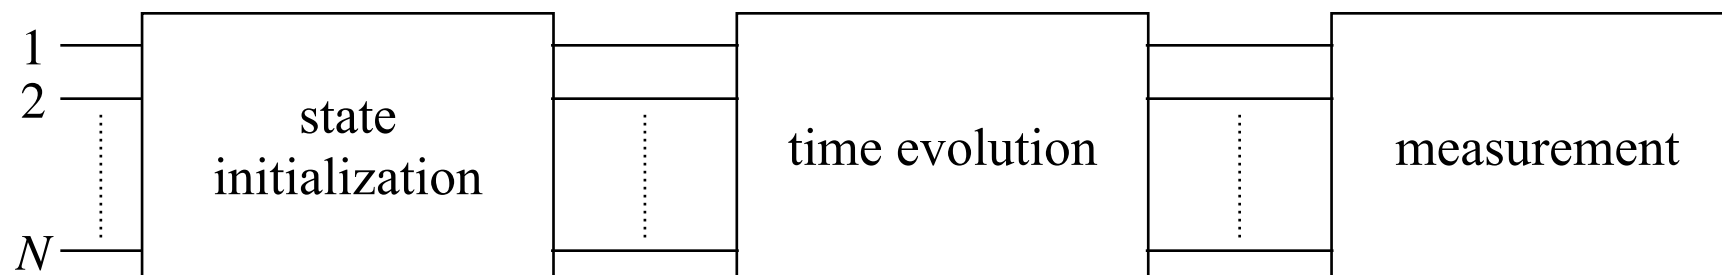 1
2
N
state
initialization
time evolution
measurement